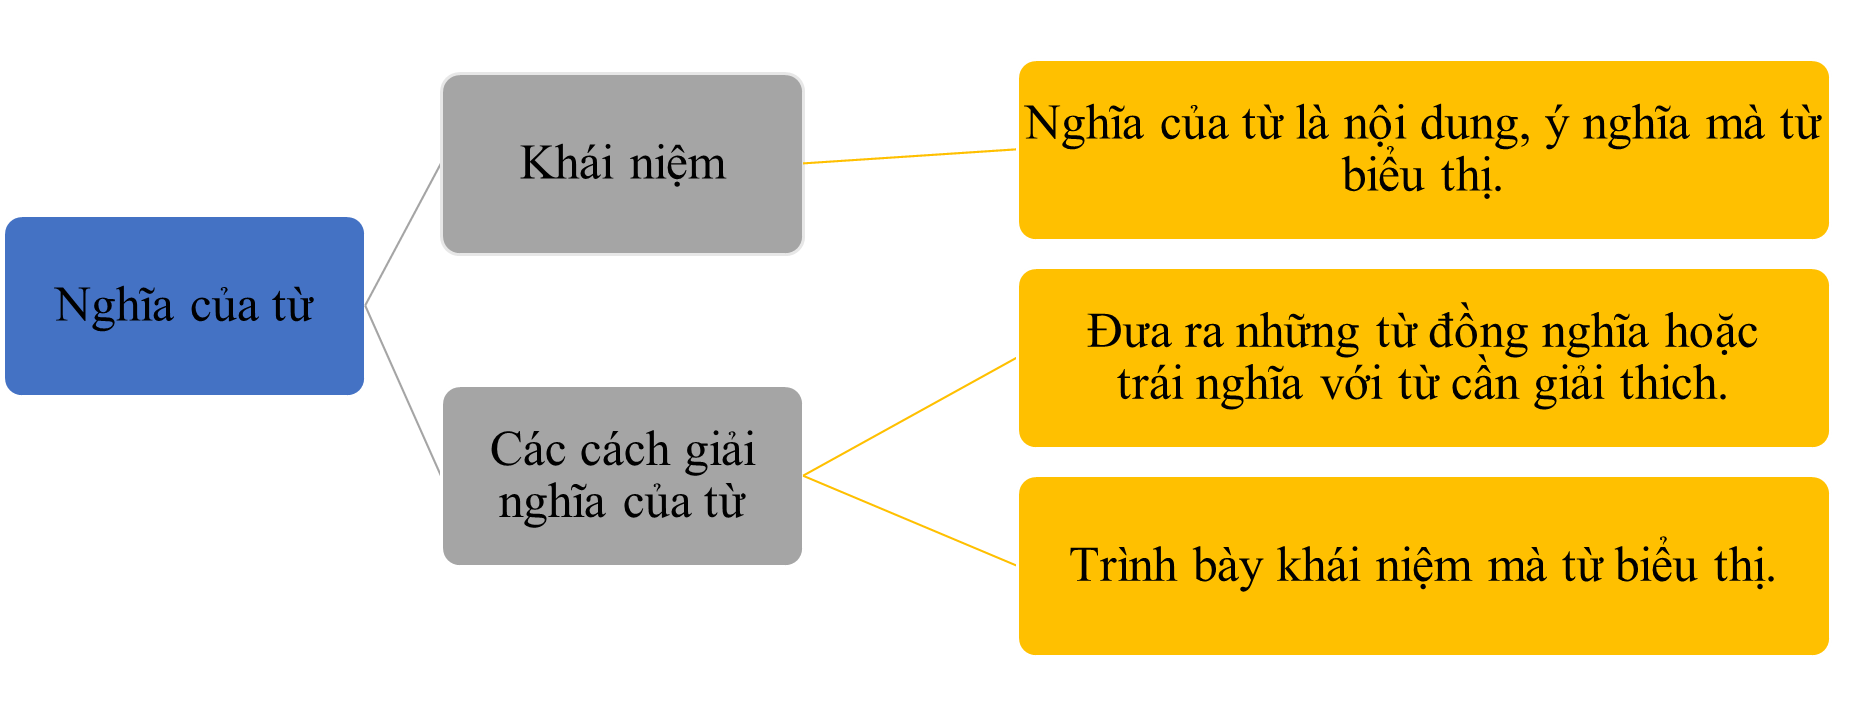 Nghĩa của từ
Khái niệm
Nghĩa của từ là nội dung, ý nghĩa mà từ
biểu thị.
Các cách giải
nghĩa của từ
Đưa ra những từ đồng nghĩa hoặc
trái nghĩa với từ cần giải thich.
Trình bày khái niệm mà từ biểu thị.